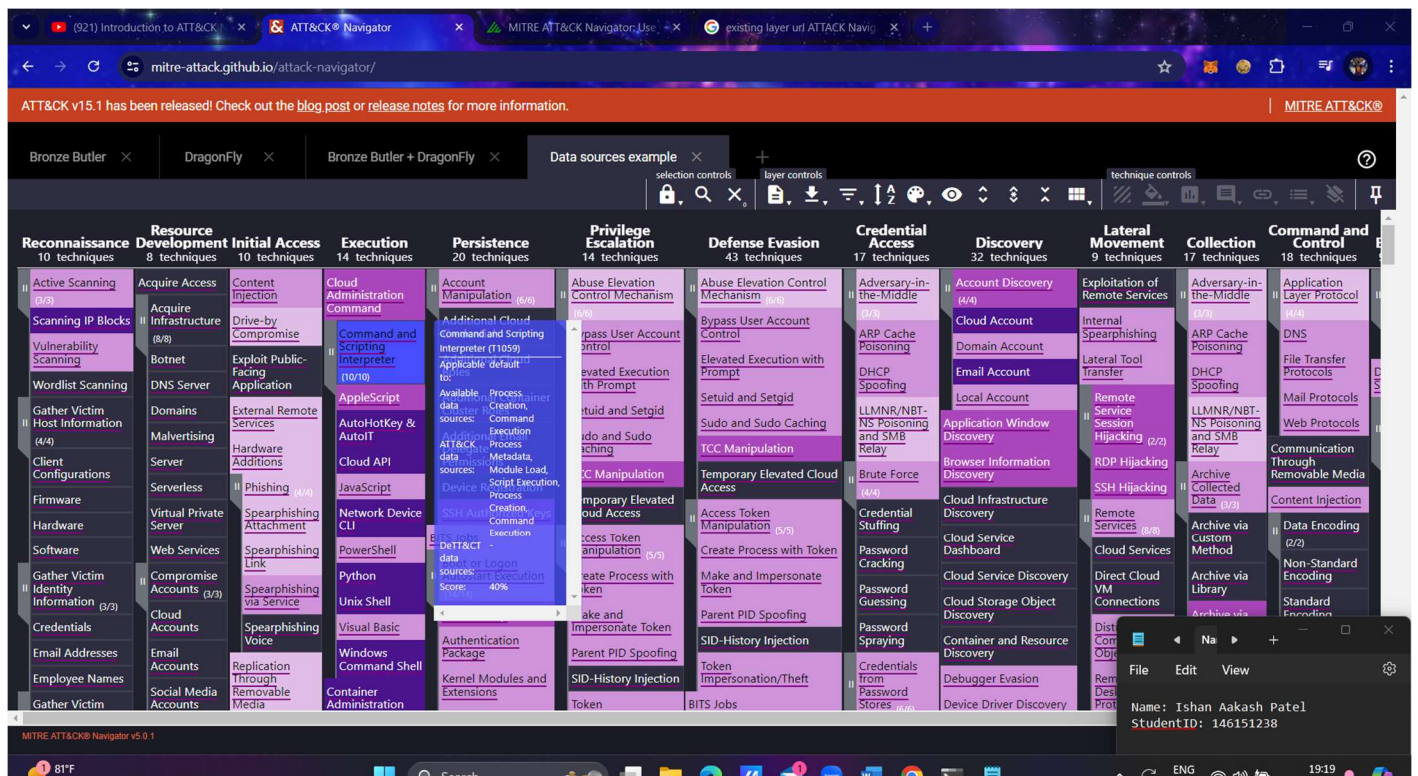 (921) Introduction to ATT&CK
ATT&CK® Navigator
MITRE ATT&CK Navigator: Use
existing layer url ATTACK Navig
mitre-attack.github.io/attack-navigator/
ATT&CK v15.1 has been released! Check out the blog post or release notes for more information.
MITRE ATT&CK®
Bronze Butler
DragonFly
Bronze Butler + DragonFly
Data sources example
selection controls
layer controls
technique controls
Reconnaissance
10 techniques
Resource
Development
8 techniques
Initial Access
10 techniques
Execution
14 techniques
Persistence
20 techniques
Privilege
Escalation
14 techniques
Defense Evasion
43 techniques
Credential
Access
17 techniques
Discovery
32 techniques
Lateral
Movement
9 techniques
Collection
17 techniques
Command and
Control
18 techniques
Active Scanning
(3/3)
Scanning IP Blocks
Vulnerability
Scanning
Wordlist Scanning
Gather Victim
Host Information
(4/4)
Client
Configurations
Firmware
Hardware
Software
Gather Victim
Identity
Information (3/3)
Credentials
Email Addresses
Employee Names
Gather Victim
Acquire Access
Acquire
Infrastructure
(8/8)
Botnet
DNS Server
Domains
Malvertising
Server
Serverless
Virtual Private
Server
Web Services
Compromise
Accounts (3/3)
Cloud
Accounts
Email
Accounts
Social Media
Accounts
Content
Injection
Drive-by
Compromise
Exploit Public-
Facing
Application
External Remote
Services
Hardware
Additions
Phishing (4/4)
Spearphishing
Attachment
Spearphishing
Link
Spearphishing
via Service
Spearphishing
Voice
Replication
Through
Removable
Media
Cloud
Administration
Command
Command and
Scripting
Interpreter
(10/10)
AppleScript
AutoHotKey &
AutoIT
Cloud API
JavaScript
Network Device
CLI
PowerShell
Python
Unix Shell
Visual Basic
Windows
Command Shell
Container
Administration
Account
Manipulation (6/6)
Additional Cloud
Command and Scripting
Interpreter (T1059)
Applicable default
to:
Available Process
data Creation,
sources: Command
Execution
ATT&CK Process
data Metadata,
sources: Module Load,
Script Execution,
Process
Creation,
Command
Execution
DeTT&CT -
data
sources:
Score: 40%
Authentication
Package
Kernel Modules and
Extensions
Abuse Elevation
Control Mechanism
(6/6)
Bypass User Account
Control
Elevated Execution
with Prompt
Setuid and Setgid
Sudo and Sudo
Caching
TCC Manipulation
Temporary Elevated
Cloud Access
Access Token
Manipulation (5/5)
Create Process with
Token
Make and
Impersonate Token
Parent PID Spoofing
SID-History Injection
Token
Abuse Elevation Control
Mechanism (6/6)
Bypass User Account
Control
Elevated Execution with
Prompt
Setuid and Setgid
Sudo and Sudo Caching
TCC Manipulation
Temporary Elevated Cloud
Access
Access Token
Manipulation (5/5)
Create Process with Token
Make and Impersonate
Token
Parent PID Spoofing
SID-History Injection
Token
Impersonation/Theft
BITS Jobs
Adversary-in-
the-Middle
(3/3)
ARP Cache
Poisoning
DHCP
Spoofing
LLMNR/NBT-
NS Poisoning
and SMB
Relay
Brute Force
(4/4)
Credential
Stuffing
Password
Cracking
Password
Guessing
Password
Spraying
Credentials
from
Password
Stores (6/6)
Account Discovery
(4/4)
Cloud Account
Domain Account
Email Account
Local Account
Application Window
Discovery
Browser Information
Discovery
Cloud Infrastructure
Discovery
Cloud Service
Dashboard
Cloud Service Discovery
Cloud Storage Object
Discovery
Container and Resource
Discovery
Debugger Evasion
Device Driver Discovery
Exploitation of
Remote Services
Internal
Spearphishing
Lateral Tool
Transfer
Remote
Service
Session
Hijacking (2/2)
RDP Hijacking
SSH Hijacking
Remote
Services (8/8)
Cloud Services
Direct Cloud
VM
Connections
Adversary-in-
the-Middle
(3/3)
ARP Cache
Poisoning
DHCP
Spoofing
LLMNR/NBT-
NS Poisoning
and SMB
Relay
Archive
Collected
Data (3/3)
Archive via
Custom
Method
Archive via
Library
Archive via
Application
Layer Protocol
(4/4)
DNS
File Transfer
Protocols
Mail Protocols
Web Protocols
Communication
Through
Removable Media
Content Injection
Data Encoding
(2/2)
Non-Standard
Encoding
Standard
Encoding
File Edit View
Name: Ishan Aakash Patel
StudentID: 146151238
MITRE ATT&CK® Navigator v5.0.1
1
81°F
Search
ENG
19:19